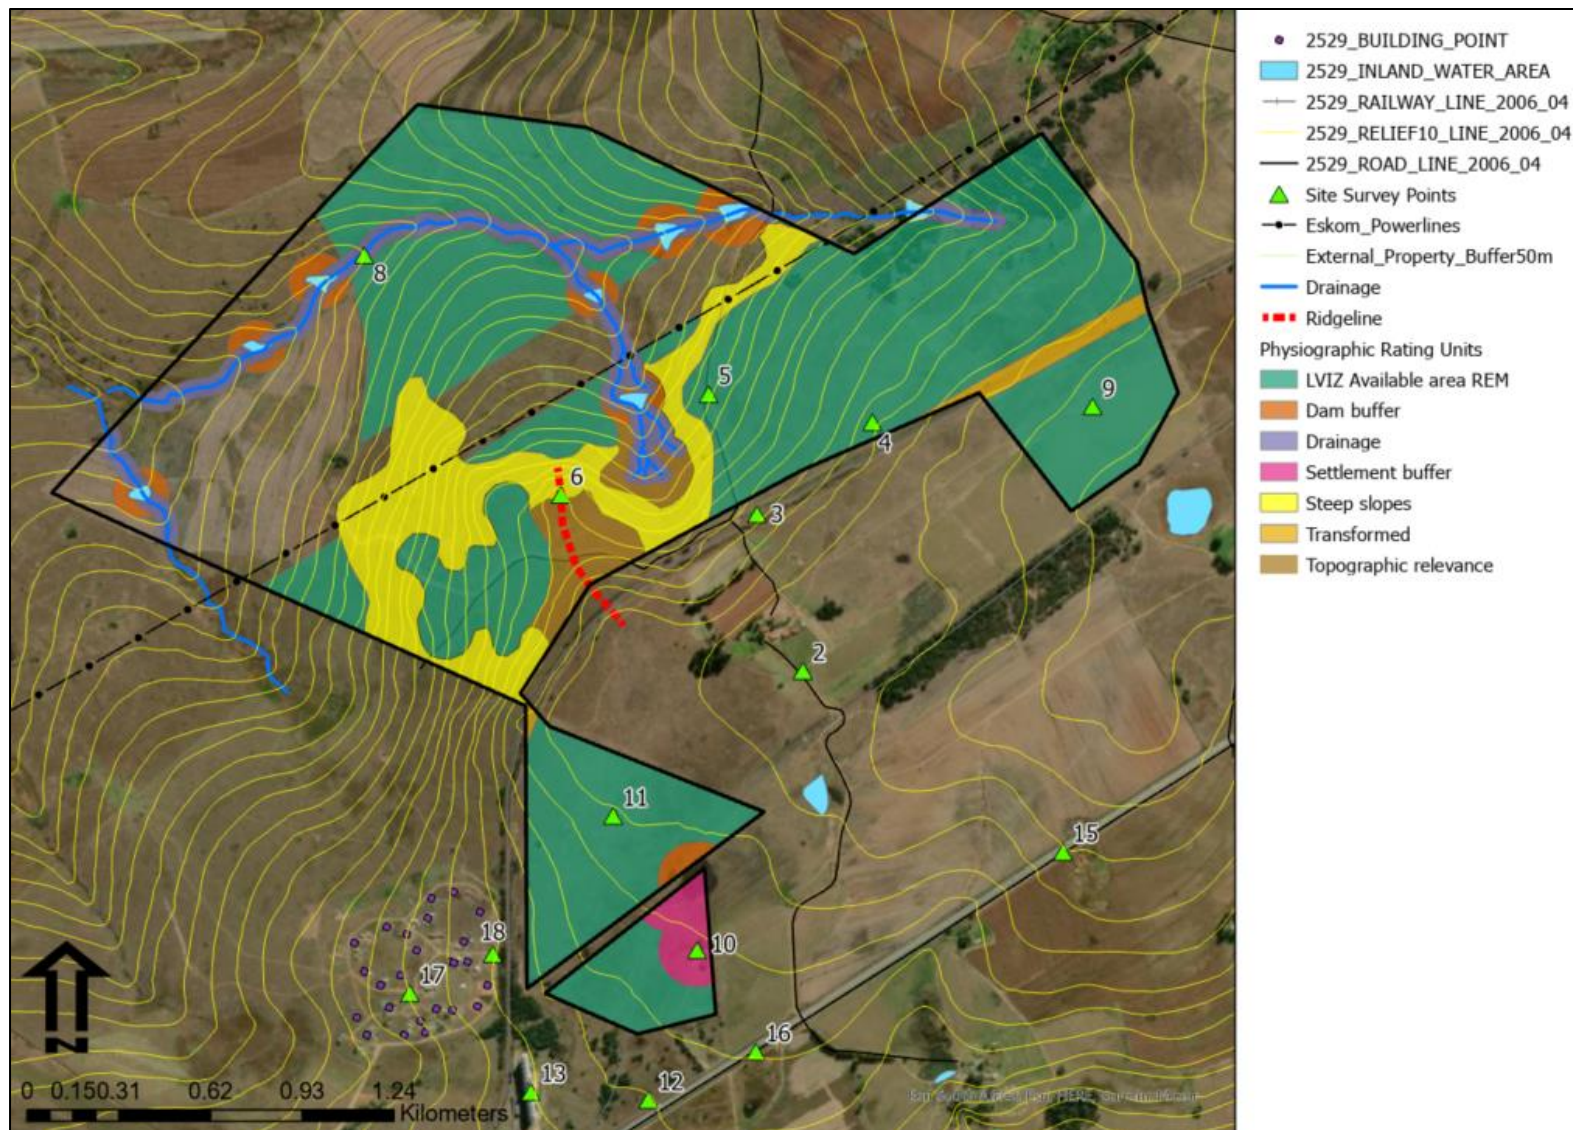 2529_BUILDING_POINT
2529_INLAND_WATER_AREA
2529_RAILWAY_LINE_2006_04
2529_RELIEF10_LINE_2006_04
2529_ROAD_LINE_2006_04
Site Survey Points
Eskom_Powerlines
External_Property_Buffer50m
Drainage
Ridgeline
Physiographic Rating Units
LVIZ Available area REM
Dam buffer
Drainage
Settlement buffer
Steep slopes
Transformed
Topographic relevance
8
5
9
4
6
3
2
11
15
10
18
17
16
13
12
N
0 0.15 0.31 0.62 0.93 1.24
Kilometers